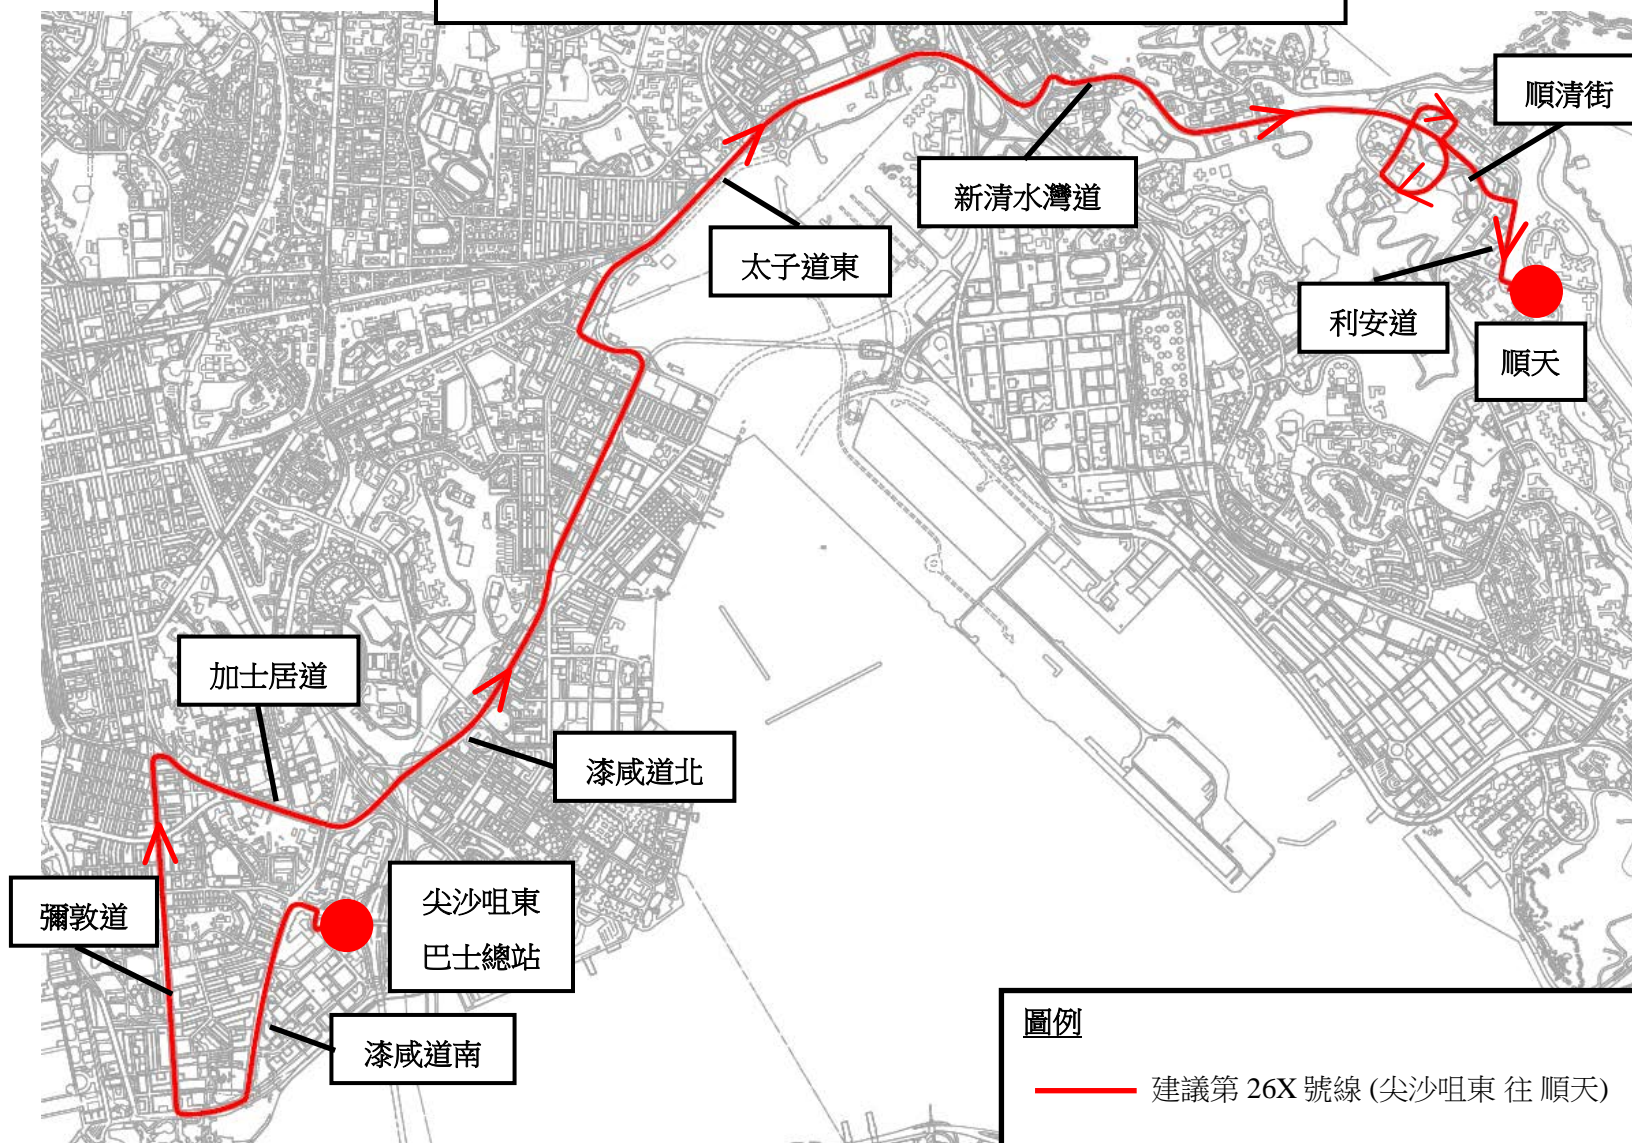 順清街
新清水灣道
太子道東
利安道
順天
加士居道
漆咸道北
尖沙咀東
巴士總站
彌敦道
漆咸道南
圖例
建議第 26X 號線 (尖沙咀東 往 順天)